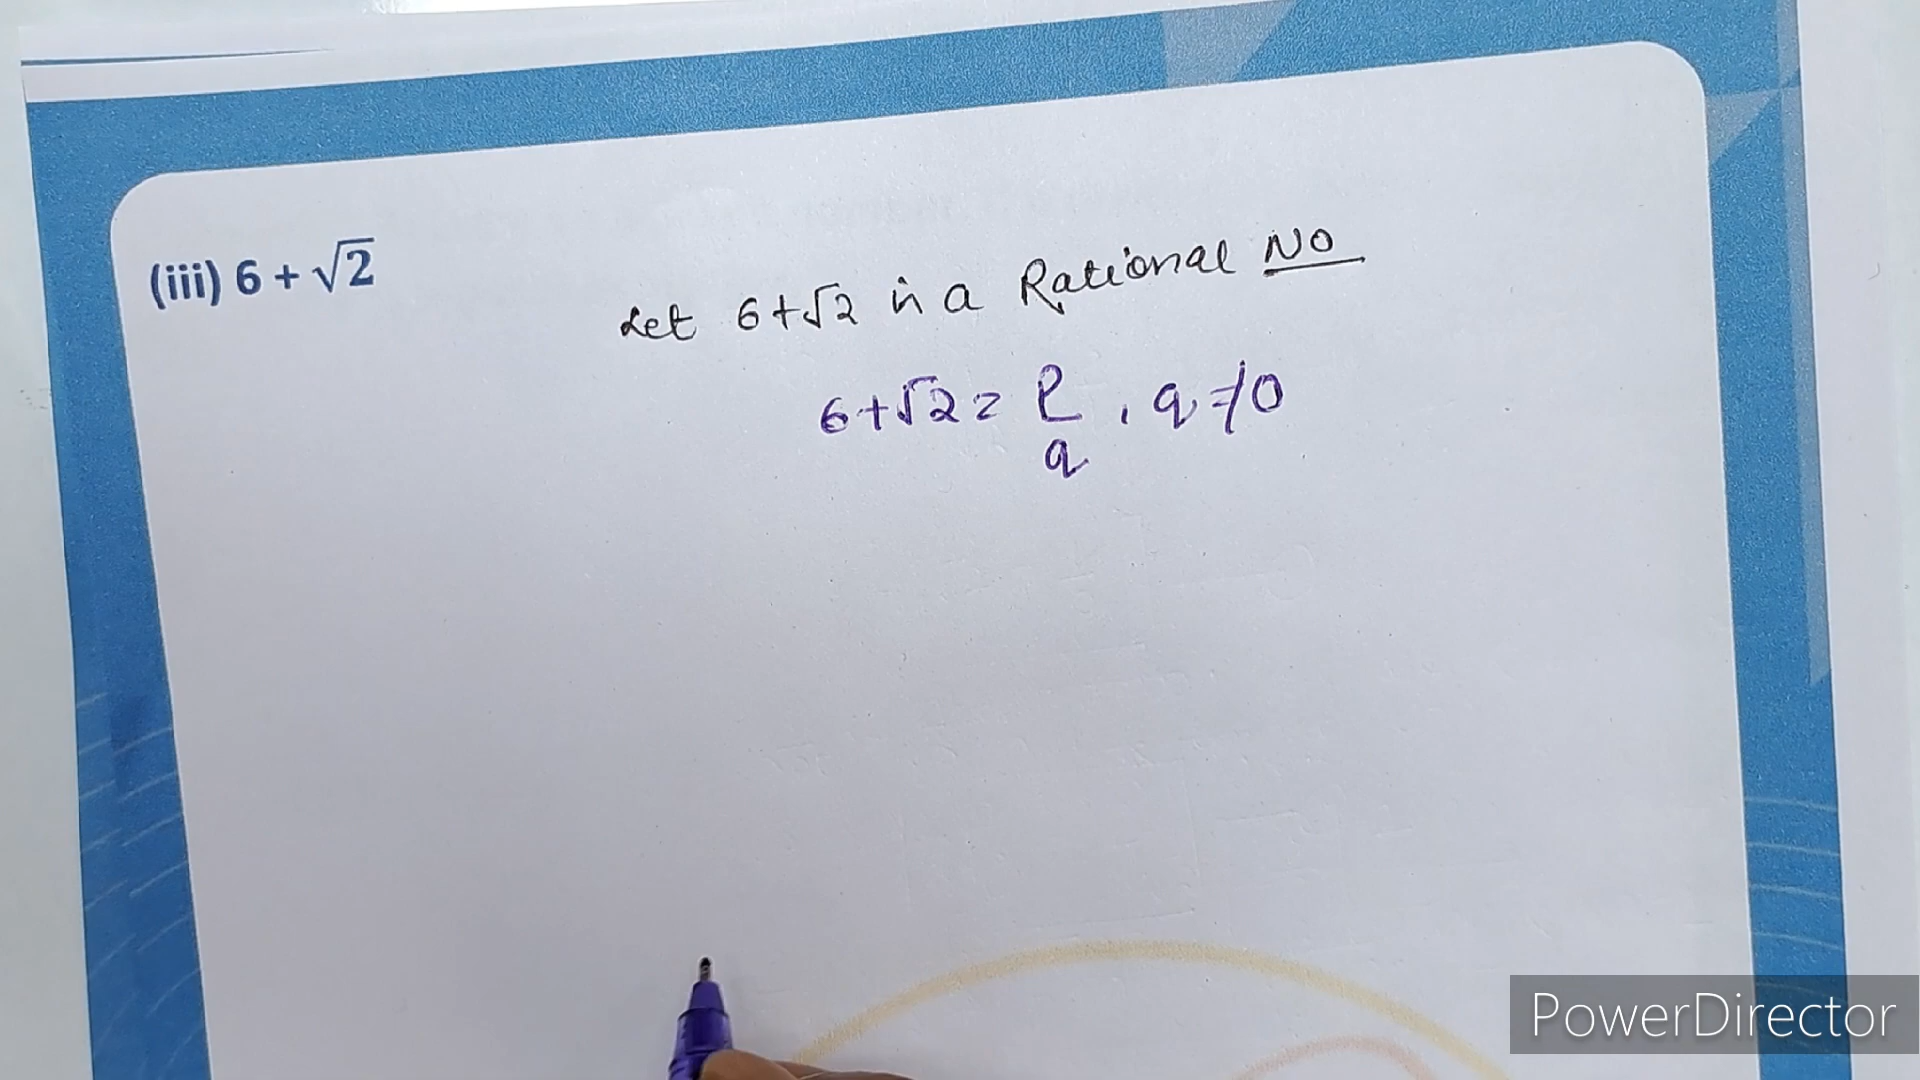 (iii) 6 + √2
Let 6+√2 is a Rational NO
6+√2 = P/q , q ≠ 0
PowerDirector